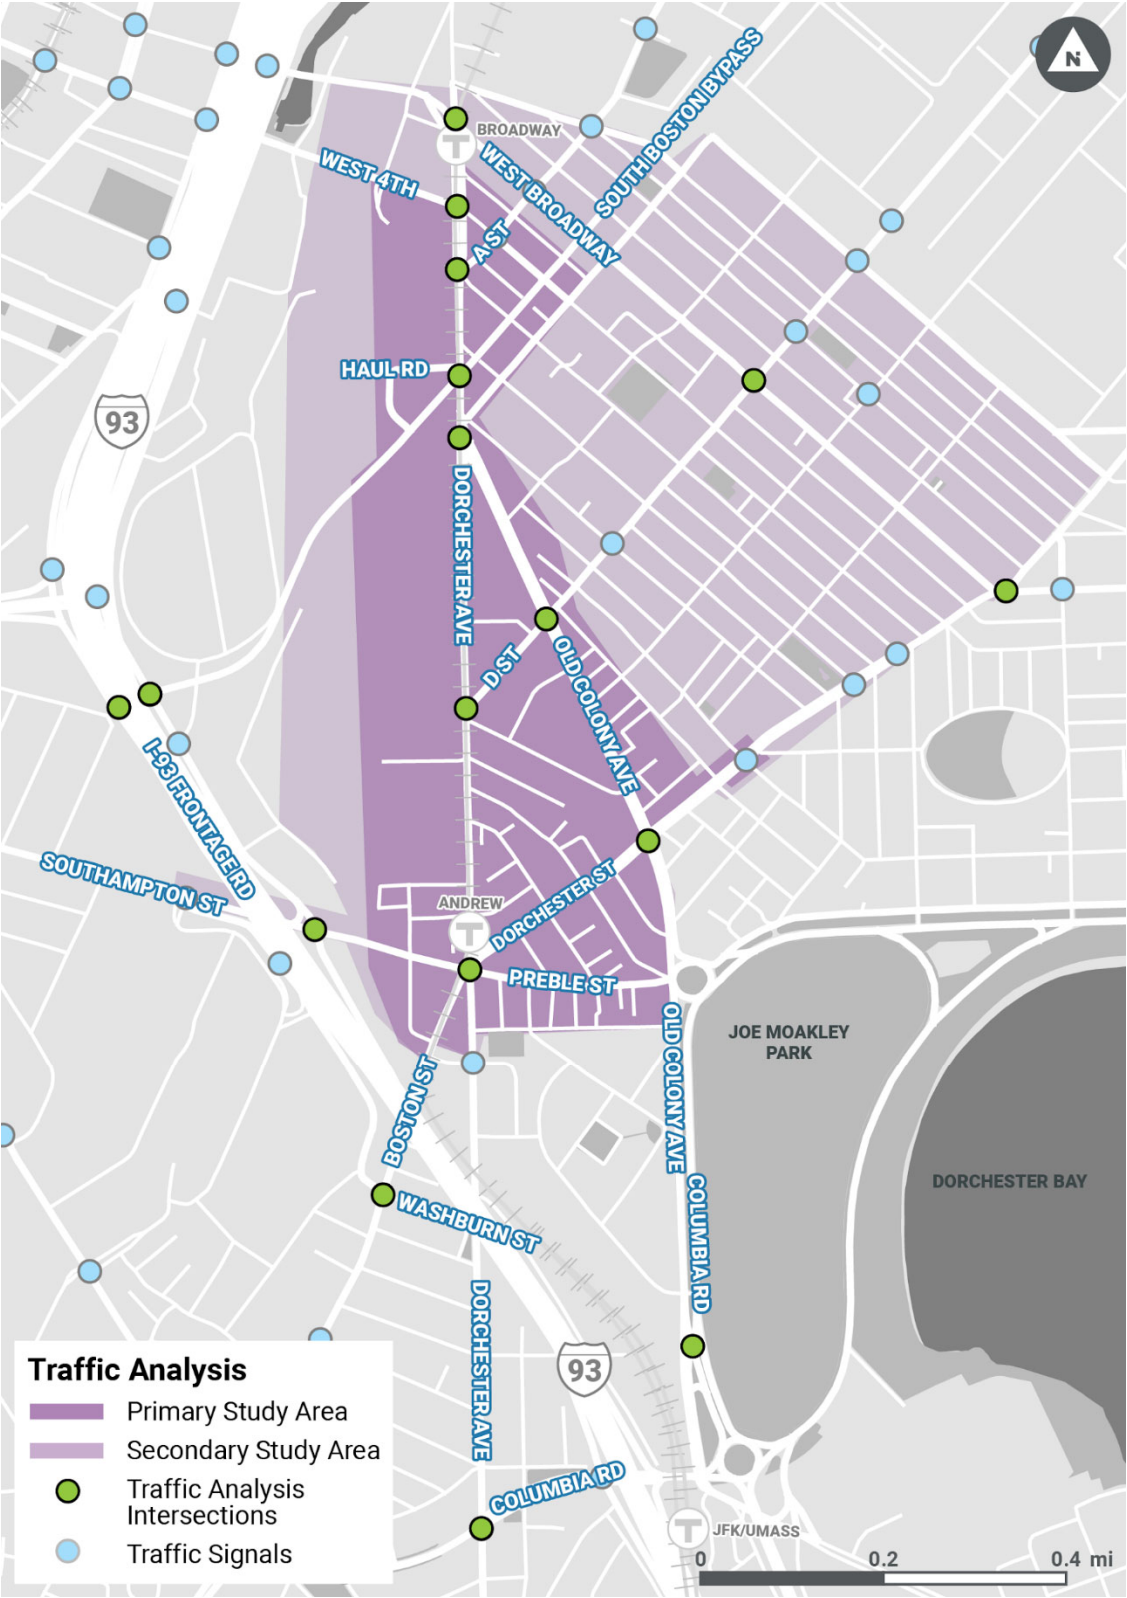 N
BROADWAY
T
SOUTH BOSTON BYPASS
WEST 4TH
WEST BROADWAY
A ST
HAUL RD
93
DORCHESTER AVE
D ST
OLD COLONY AVE
I-93 FRONTAGE RD
SOUTHAMPTON ST
ANDREW
T
DORCHESTER ST
PREBLE ST
JOE MOAKLEY
PARK
OLD COLONY AVE
BOSTON ST
DORCHESTER BAY
WASHBURN ST
COLUMBIA RD
DORCHESTER AVE
93
COLUMBIA RD
T
JFK/UMASS
Traffic Analysis
Primary Study Area
Secondary Study Area
Traffic Analysis
Intersections
Traffic Signals
0 0.2 0.4 mi